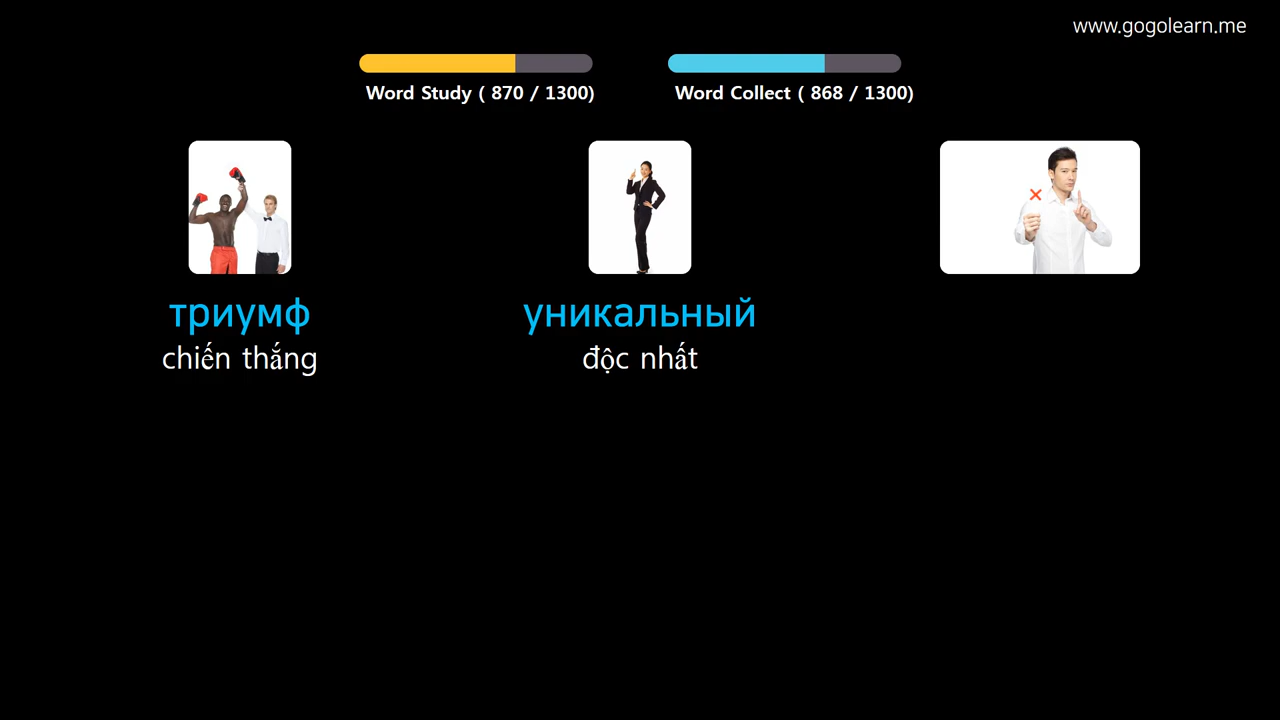 www.gogolearn.me
Word Study ( 870 / 1300)
Word Collect ( 868 / 1300)
триумф
chiến thắng
уникальный
độc nhất